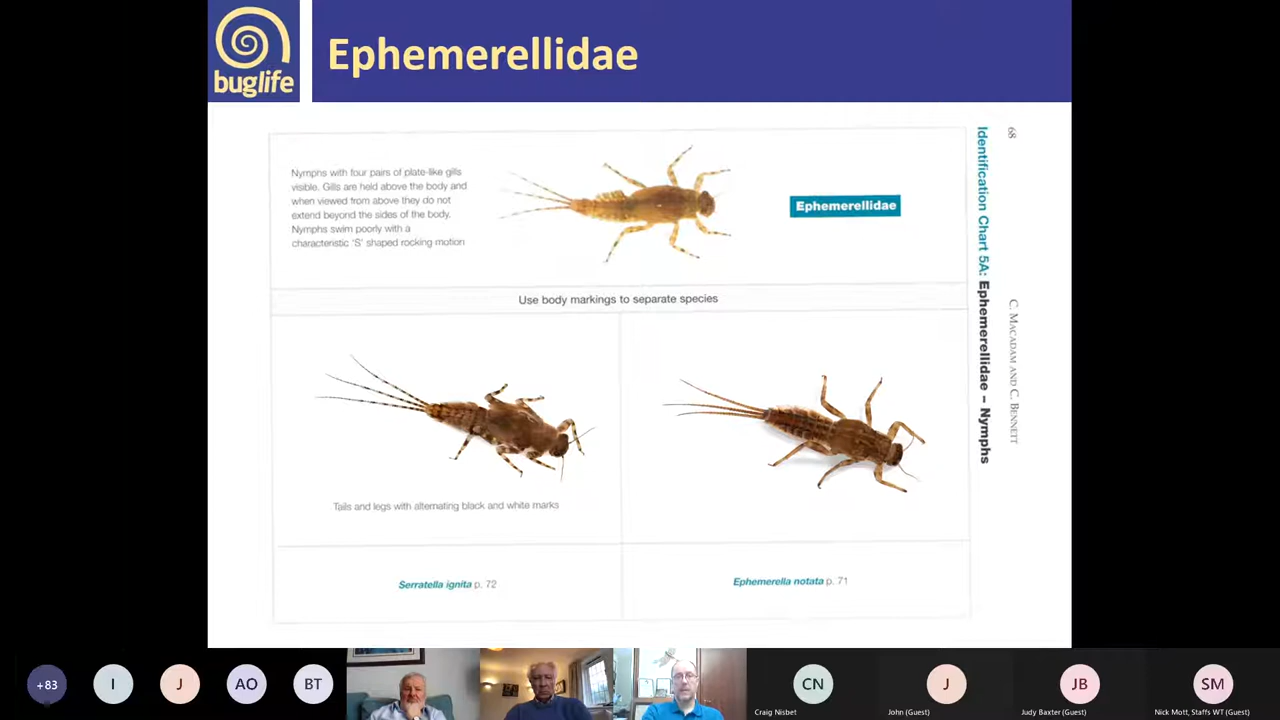 buglife
Ephemerellidae
68
Identification Chart 5A: Ephemerellidae – Nymphs
C. MACADAM AND C. BENNETT
Nymphs with four pairs of plate-like gills
visible. Gills are held above the body and
when viewed from above they do not
extend beyond the sides of the body.
Nymphs swim poorly with a
characteristic 'S' shaped rocking motion
Ephemerellidae
Use body markings to separate species
Tails and legs with alternating black and white marks
Serratella ignita p. 72
Ephemerella notata p. 71
+83
I
J
AO
BT
CN
J
JB
SM
Craig Nisbet
John (Guest)
Judy Baxter (Guest)
Nick Mott, Staffs WT (Guest)